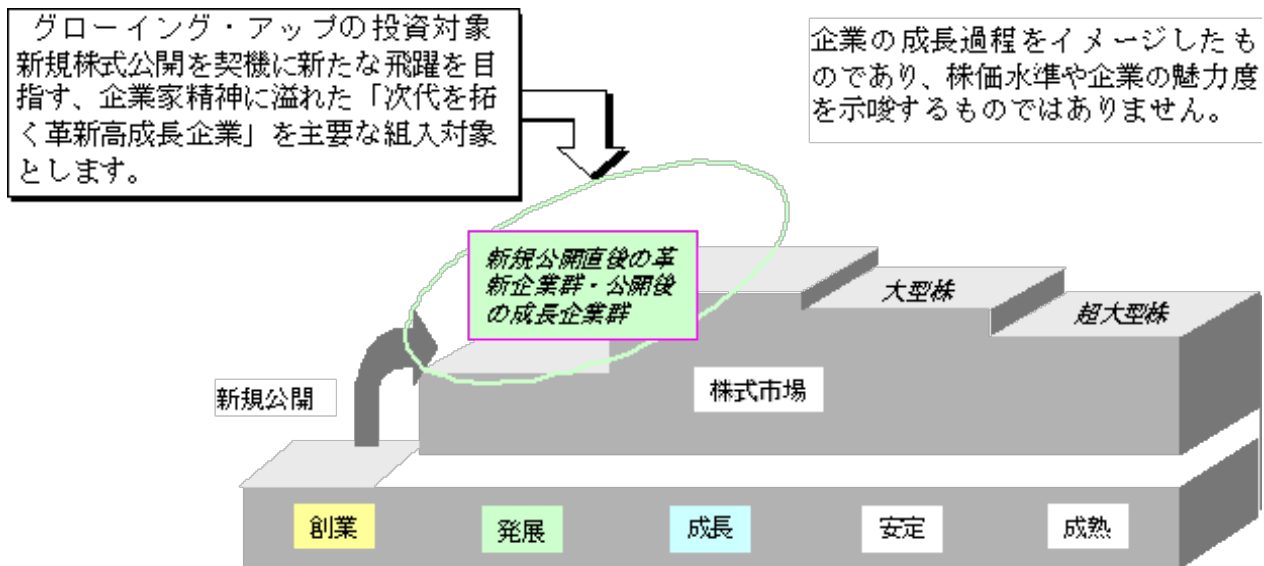 グローイング・アップの投資対象
新規株式公開を契機に新たな飛躍を目
指す、企業家精神に溢れた「次代を拓
く革新高成長企業」を主要な組入対象
とします。
企業の成長過程をイメージしたも
のであり、株価水準や企業の魅力度
を示唆するものではありません。
新規公開直後の革
新企業群・公開後
の成長企業群
大型株
超大型株
新規公開
株式市場
創業
発展
成長
安定
成熟